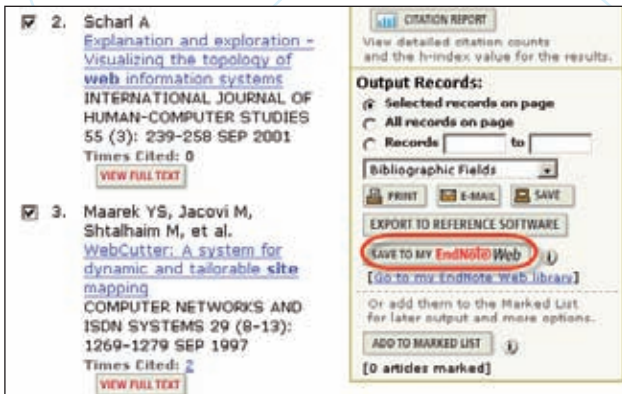 2. Scharl A
Explanation and exploration -
Visualizing the topology of
web information systems
INTERNATIONAL JOURNAL OF
HUMAN-COMPUTER STUDIES
55 (3): 239-258 SEP 2001
Times Cited: 0
VIEW FULL TEXT
3. Maarek YS, Jacovi M,
Shtalhaim M, et al.
WebCutter: A system for
dynamic and tailorable site
mapping
COMPUTER NETWORKS AND
ISDN SYSTEMS 29 (8-13):
1269-1279 SEP 1997
Times Cited: 2
VIEW FULL TEXT
CITATION REPORT
View detailed citation counts
and the h-index value for the results.
Output Records:
Selected records on page
All records on page
Records to
Bibliographic Fields
PRINT E-MAIL SAVE
EXPORT TO REFERENCE SOFTWARE
SAVE TO MY EndNote Web
[Go to my EndNote Web library]
Or add them to the Marked List
for later output and more options.
ADD TO MARKED LIST
[0 articles marked]